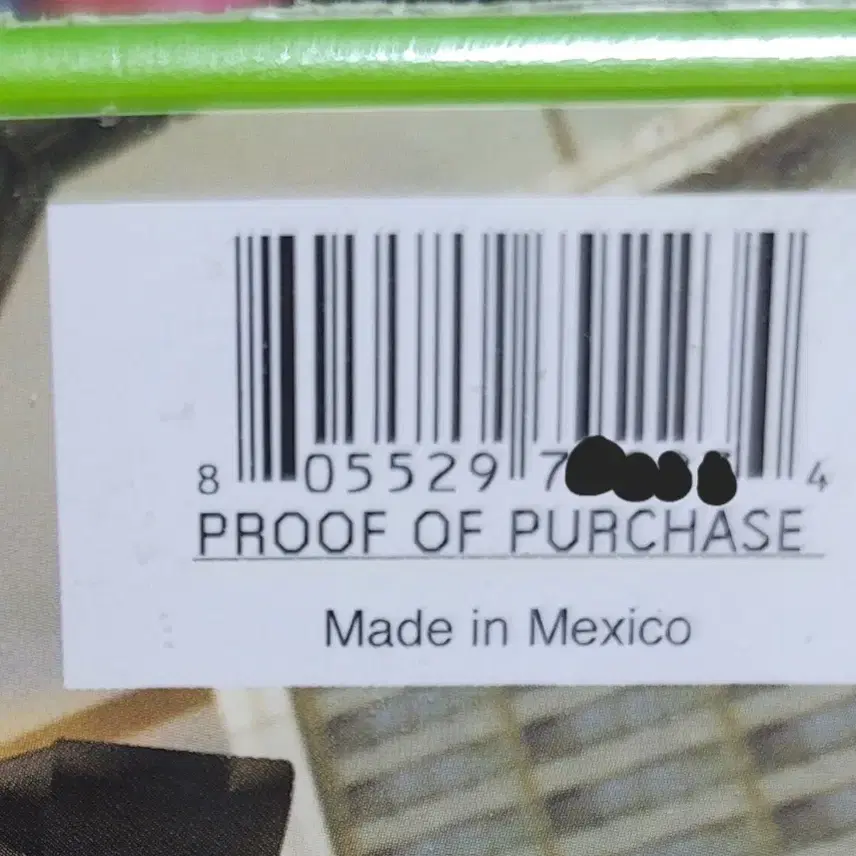 8 05529 7 4
PROOF OF PURCHASE
Made in Mexico